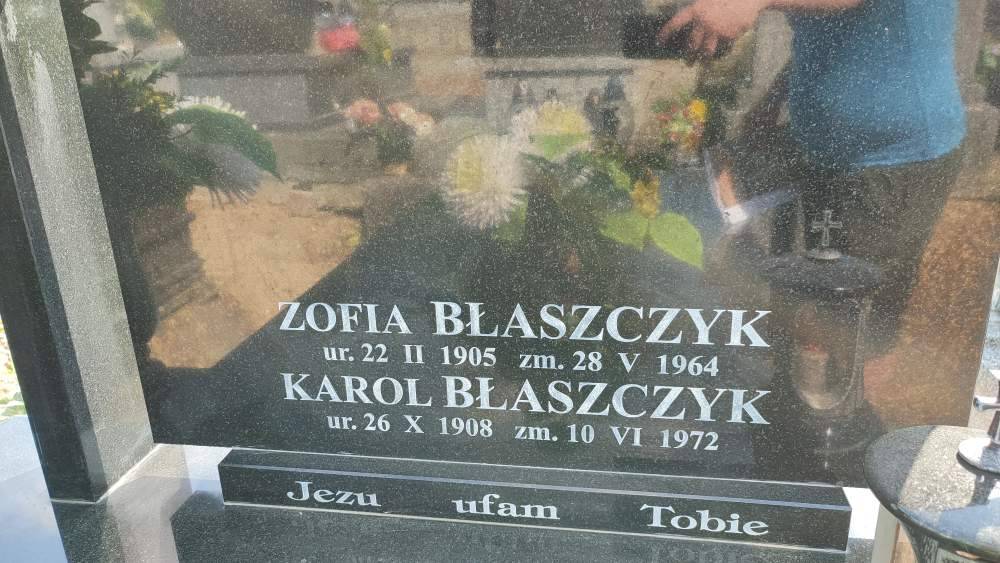 ZOFIA BŁASZCZYK
ur. 22 II 1905 zm. 28 V 1964
KAROL BŁASZCZYK
ur. 26 X 1908 zm. 10 VI 1972
Jezu ufam Tobie